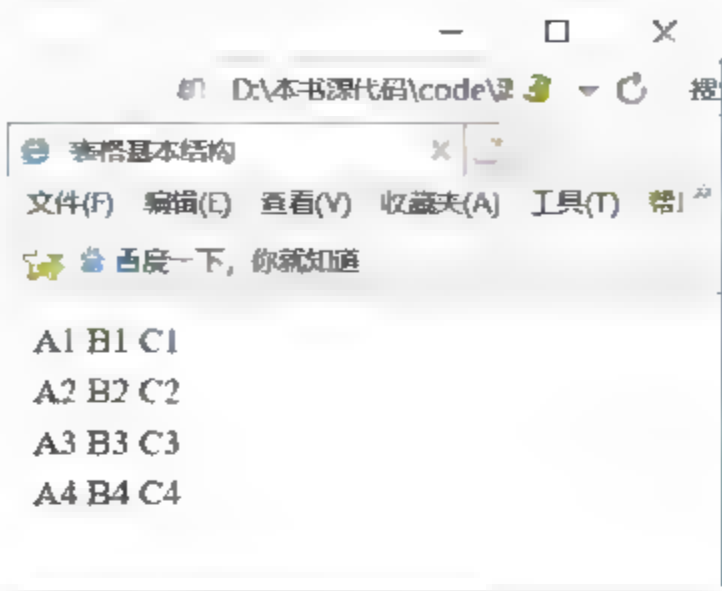 D:\本书源代码\code\
表格基本结构
文件(F) 编辑(E) 查看(V) 收藏夹(A) 工具(T)
百度一下，你就知道
A1 B1 C1
A2 B2 C2
A3 B3 C3
A4 B4 C4